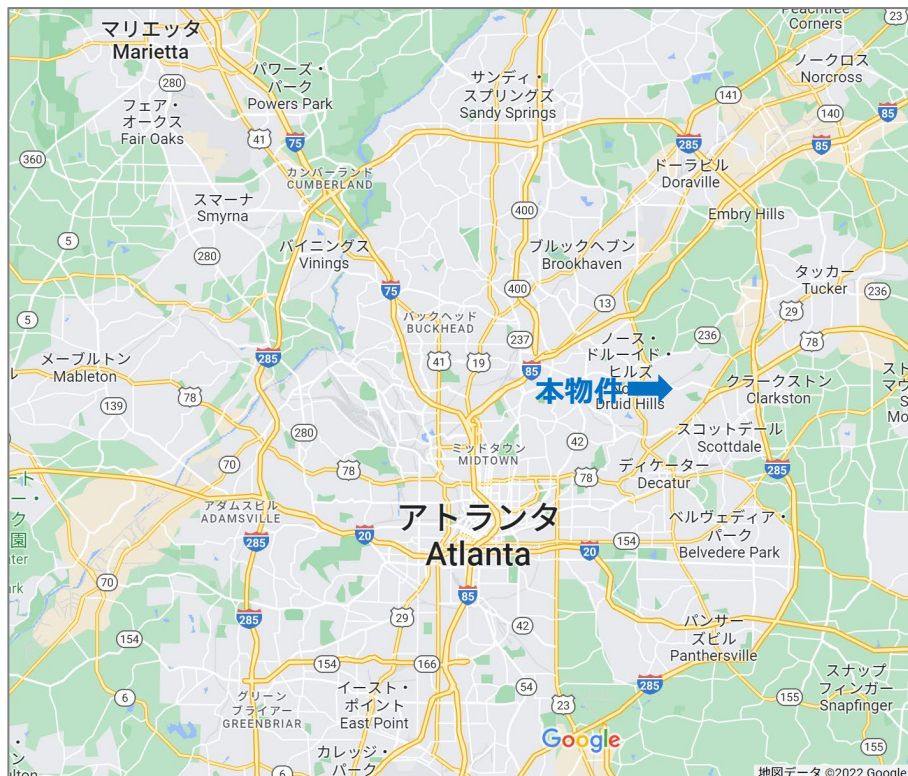 マリエッタ
Marietta
Peachtree
Corners
23
280
パワーズ・
パーク
Powers Park
サンディ・
スプリングズ
Sandy Springs
ノークロス
Norcross
141
140
85
フェア・
オークス
Fair Oaks
41
75
285
85
360
カンバーランド
CUMBERLAND
ドーラビル
Doraville
スマーナ
Smyrna
400
Embry Hills
5
280
バイニングス
Vinings
ブルックヘブン
Brookhaven
タッカー
Tucker
75
400
13
236
29
5
バックヘッド
BUCKHEAD
237
ノース・
ドルーイド・
ヒルズ
No
Druid Hills
236
78
285
メーブルトン
Mableton
41
19
85
本物件
クラークストン
Clarkston
78
139
280
スコットデール
Scottdale
42
ミッドタウン
MIDTOWN
70
78
78
ディケーター
Decatur
285
アダムスビル
ADAMSVILLE
アトランタ
Atlanta
ベルヴェディア・
パーク
Belvedere Park
285
20
154
20
70
85
29
42
285
154
パンサー
ズビル
Panthersville
154
166
スナップ
フィンガー
Snapfinger
6
グリーン
ブライアー
GREENBRIAR
イースト・
ポイント
East Point
54
285
23
155
Google
カレッジ・
パーク
155
6
地図データ ©2022 Google